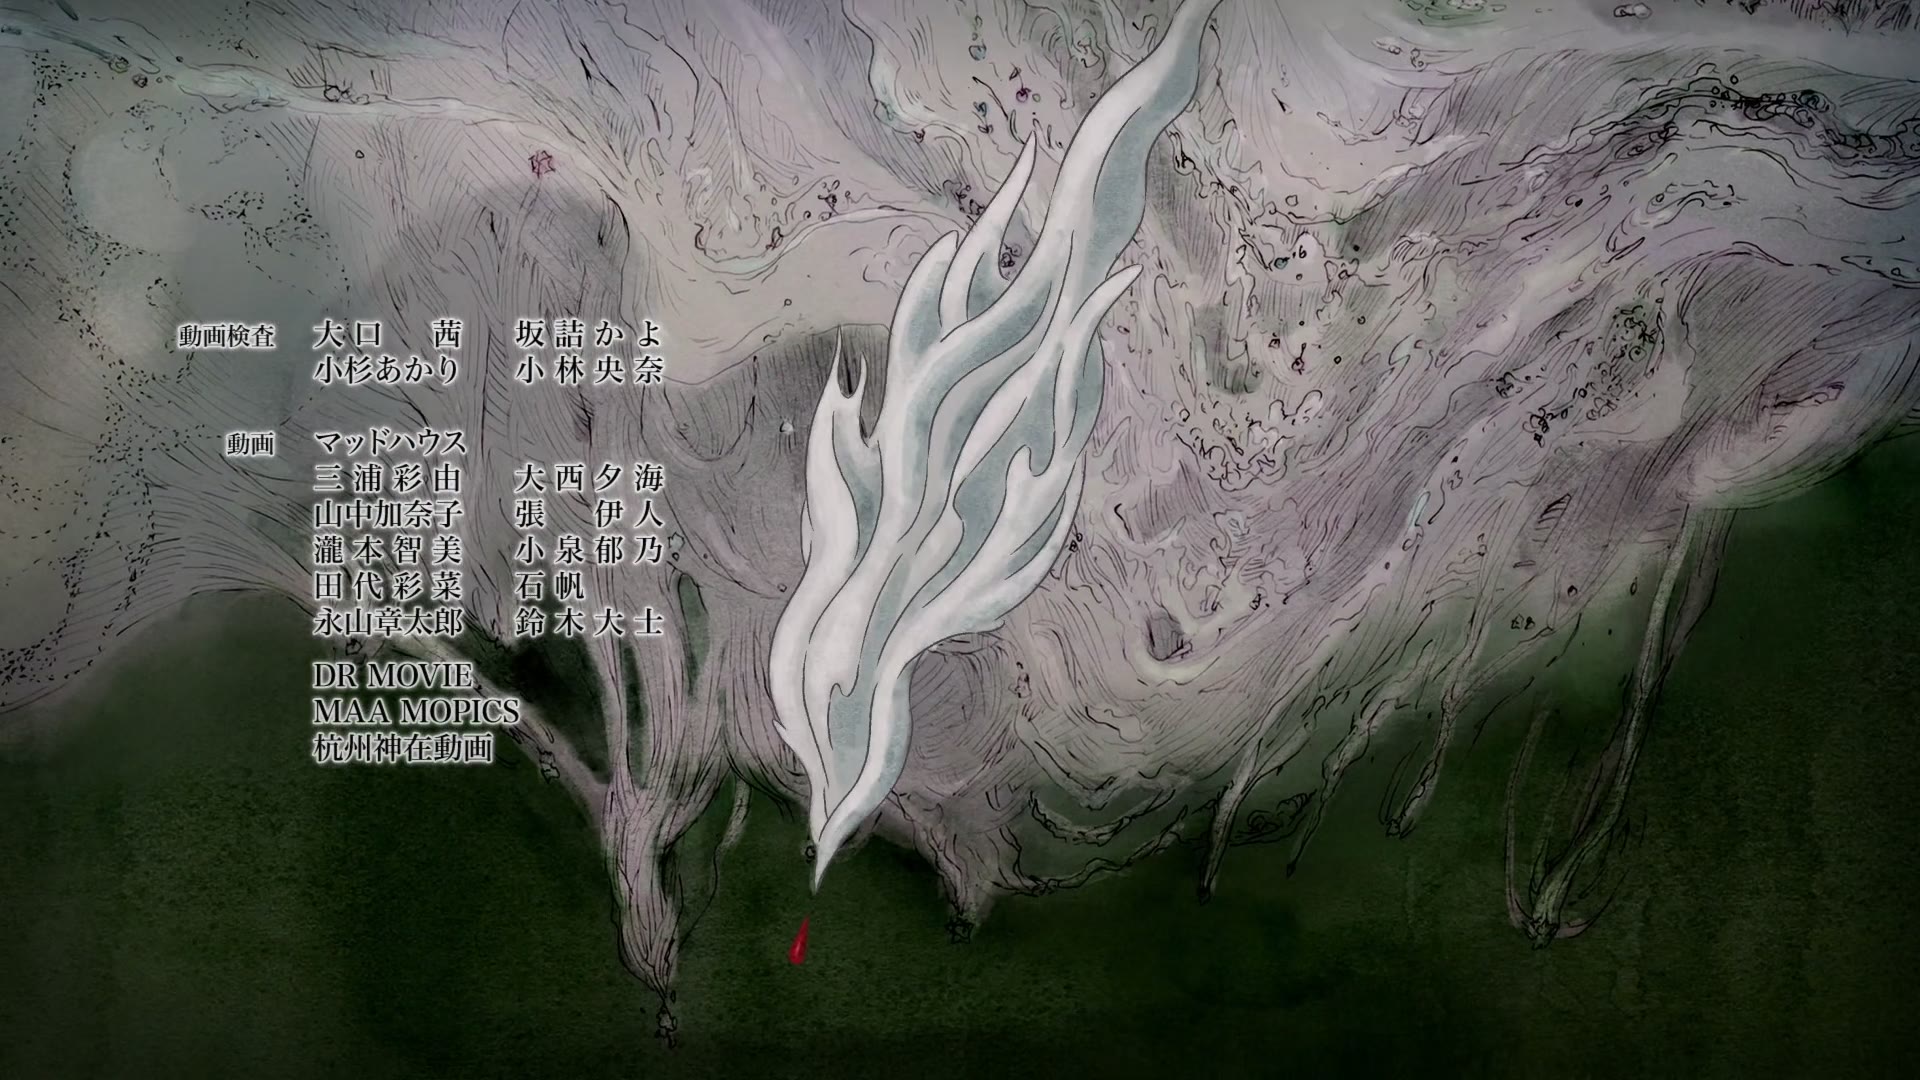 動画検査 大口 茜 坂詰かよ
小杉あかり 小林央奈
動画 マッドハウス
三浦彩由 大西夕海
山中加奈子 張 伊人
瀧本智美 小泉郁乃
田代彩菜 石帆
永山章太郎 鈴木大士
DR MOVIE
MAA MOPICS
杭州神在動画